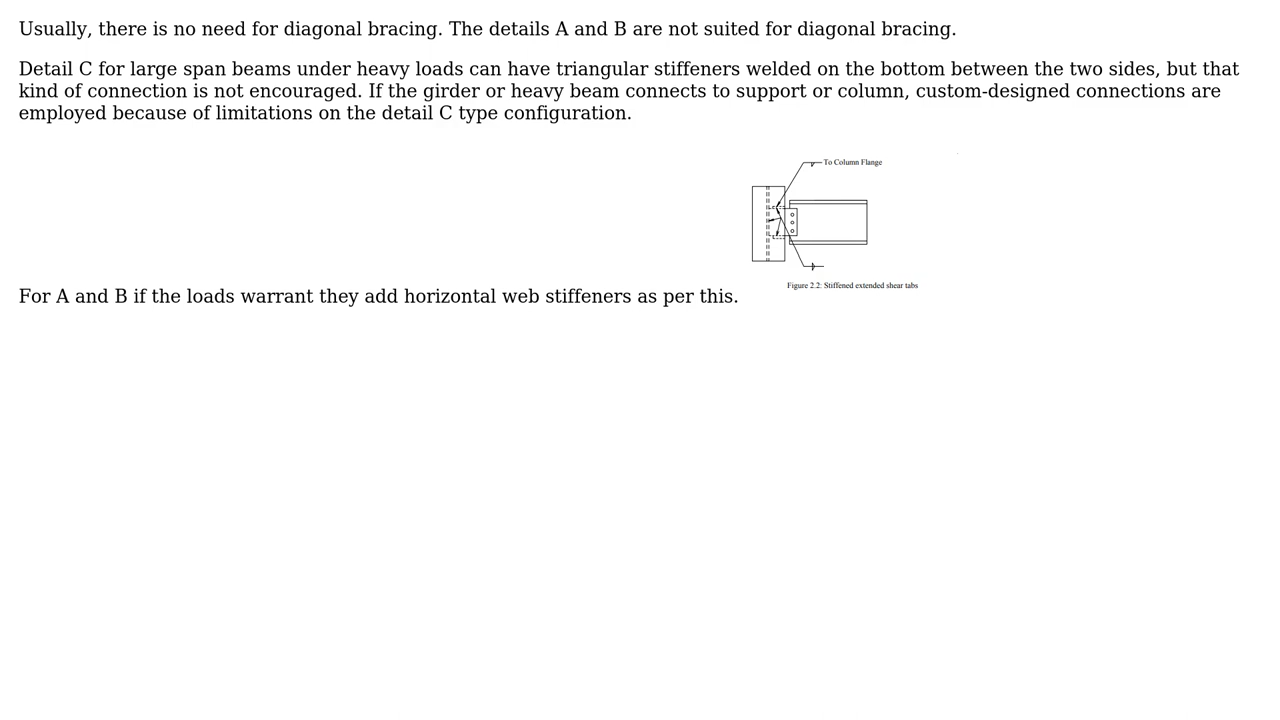 Usually, there is no need for diagonal bracing. The details A and B are not suited for diagonal bracing.
Detail C for large span beams under heavy loads can have triangular stiffeners welded on the bottom between the two sides, but that
kind of connection is not encouraged. If the girder or heavy beam connects to support or column, custom-designed connections are
employed because of limitations on the detail C type configuration.
To Column Flange
Figure 2.2: Stiffened extended shear tabs
For A and B if the loads warrant they add horizontal web stiffeners as per this.